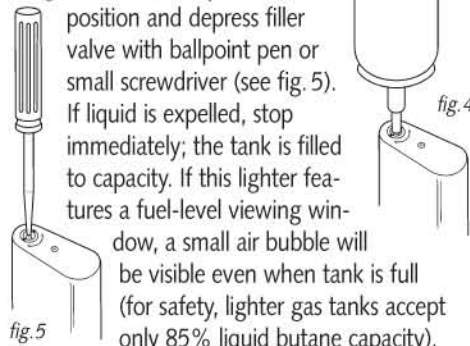 position and depress filler
valve with ballpoint pen or
small screwdriver (see fig. 5).
If liquid is expelled, stop
immediately; the tank is filled
to capacity. If this lighter fea-
tures a fuel-level viewing win-
dow, a small air bubble will
be visible even when tank is full
(for safety, lighter gas tanks accept
only 85% liquid butane capacity).
fig. 4
fig. 5